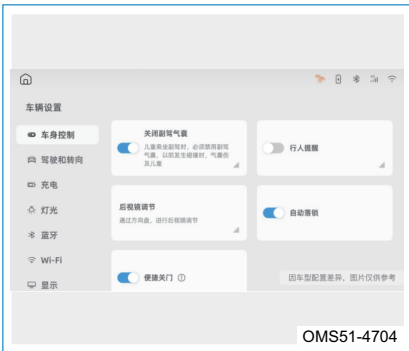 车辆设置
车身控制
驾驶和转向
充电
灯光
蓝牙
Wi-Fi
显示
关闭副驾气囊
儿童乘坐副驾时，必须禁用副驾
气囊，以防发生碰撞时，气囊伤
及儿童
行人提醒
后视镜调节
通过方向盘，进行后视镜调节
自动落锁
便捷关门
因车型配置差异，图片仅供参考
OMS51-4704